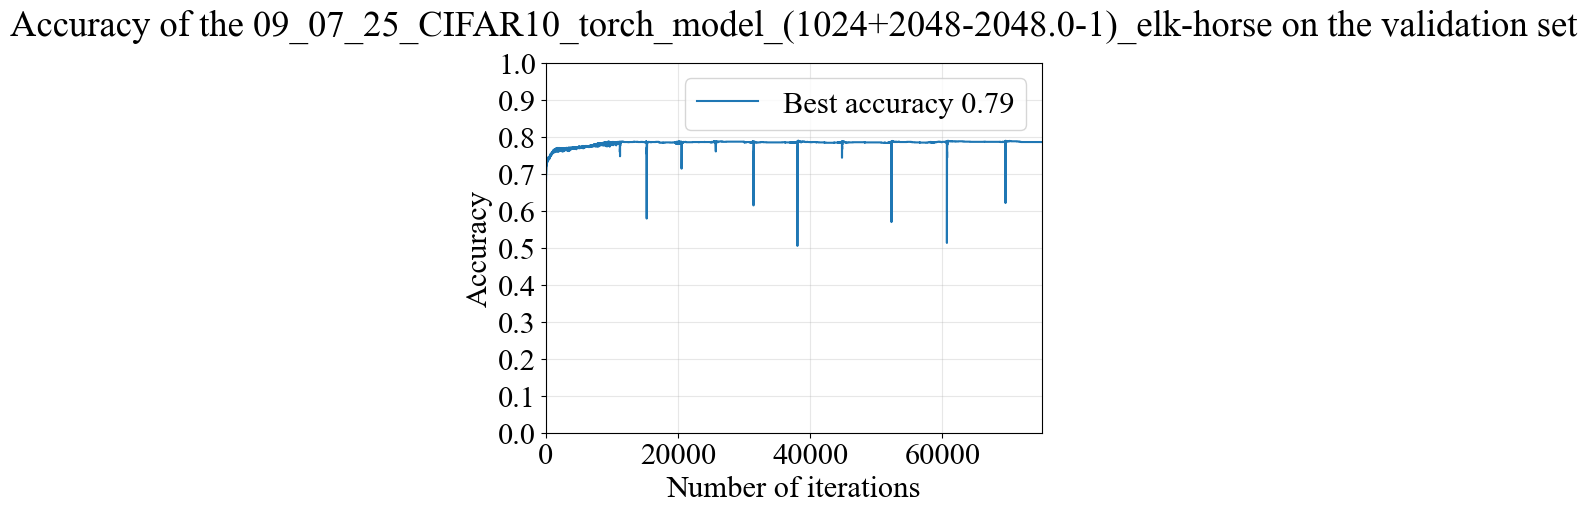 Accuracy of the 09_07_25_CIFAR10_torch_model_(1024+2048-2048.0-1)_elk-horse on the validation set
1.0
0.9
0.8
0.7
0.6
0.5
0.4
0.3
0.2
0.1
0.0
Accuracy
Best accuracy 0.79
0 20000 40000 60000
Number of iterations